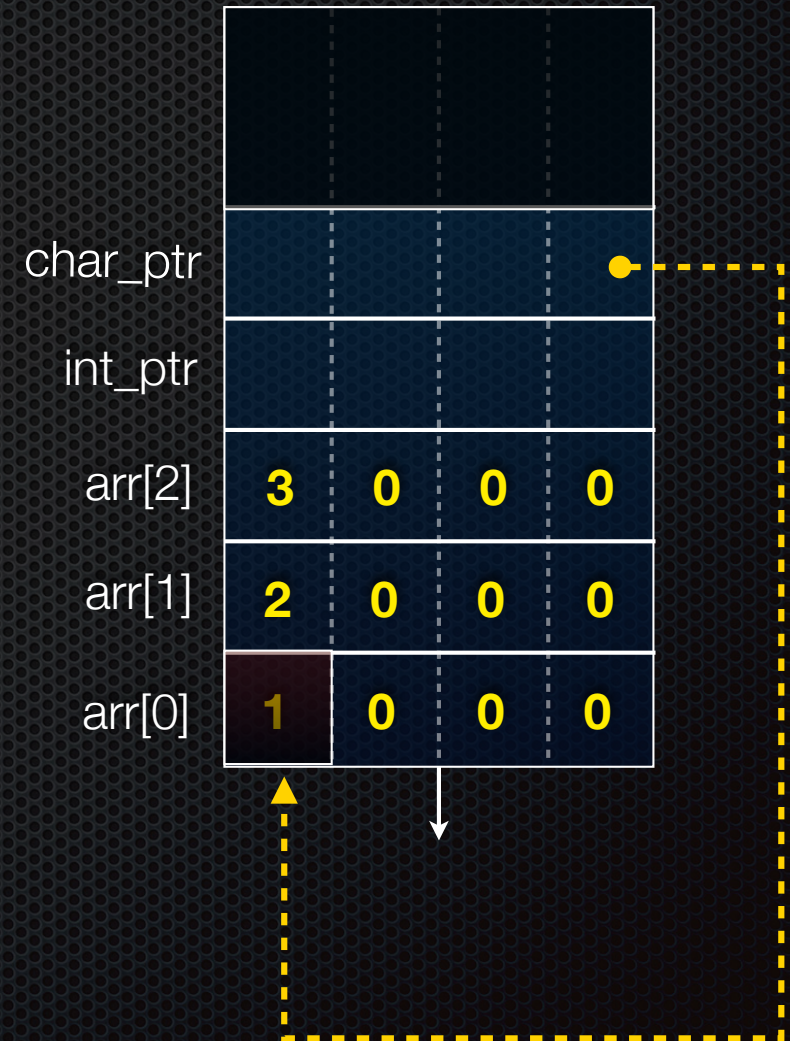 char_ptr
int_ptr
arr[2] 3 0 0 0
arr[1] 2 0 0 0
arr[0] 1 0 0 0